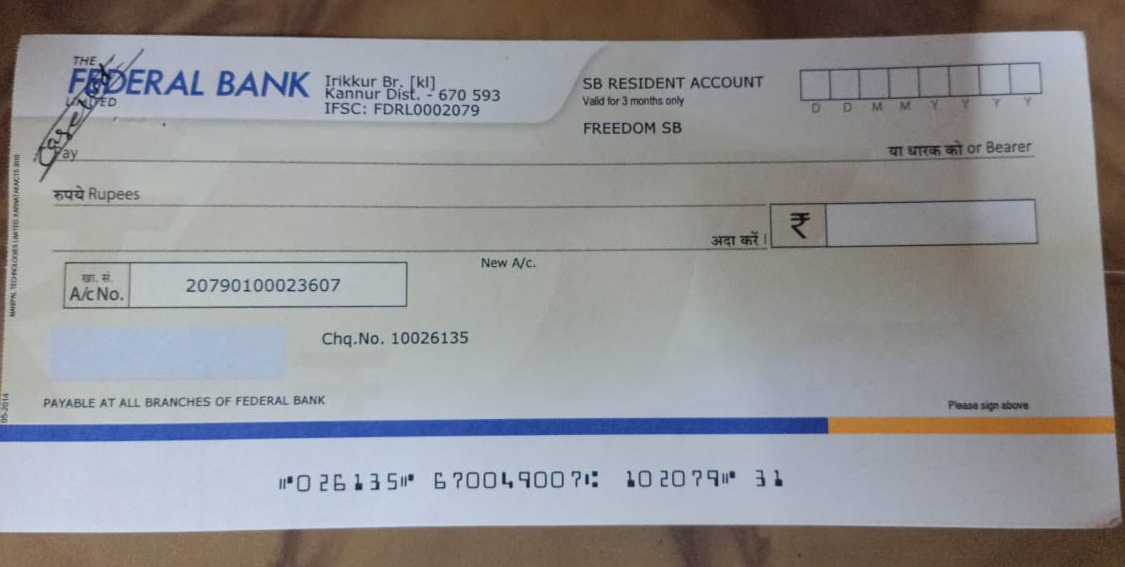 THE
FEDERAL BANK
LIMITED
Irikkur Br. [kl]
Kannur Dist. - 670 593
IFSC: FDRL0002079
SB RESIDENT ACCOUNT
Valid for 3 months only
FREEDOM SB
D D M M Y Y Y Y
Pay
या धारक को or Bearer
रुपये Rupees
अदा करें।
₹
New A/c.
खा. सं.
A/c No.
20790100023607
Chq.No. 10026135
PAYABLE AT ALL BRANCHES OF FEDERAL BANK
Please sign above
⑈026135⑈ 670049007⑆ 102079⑈ 31
05-2014